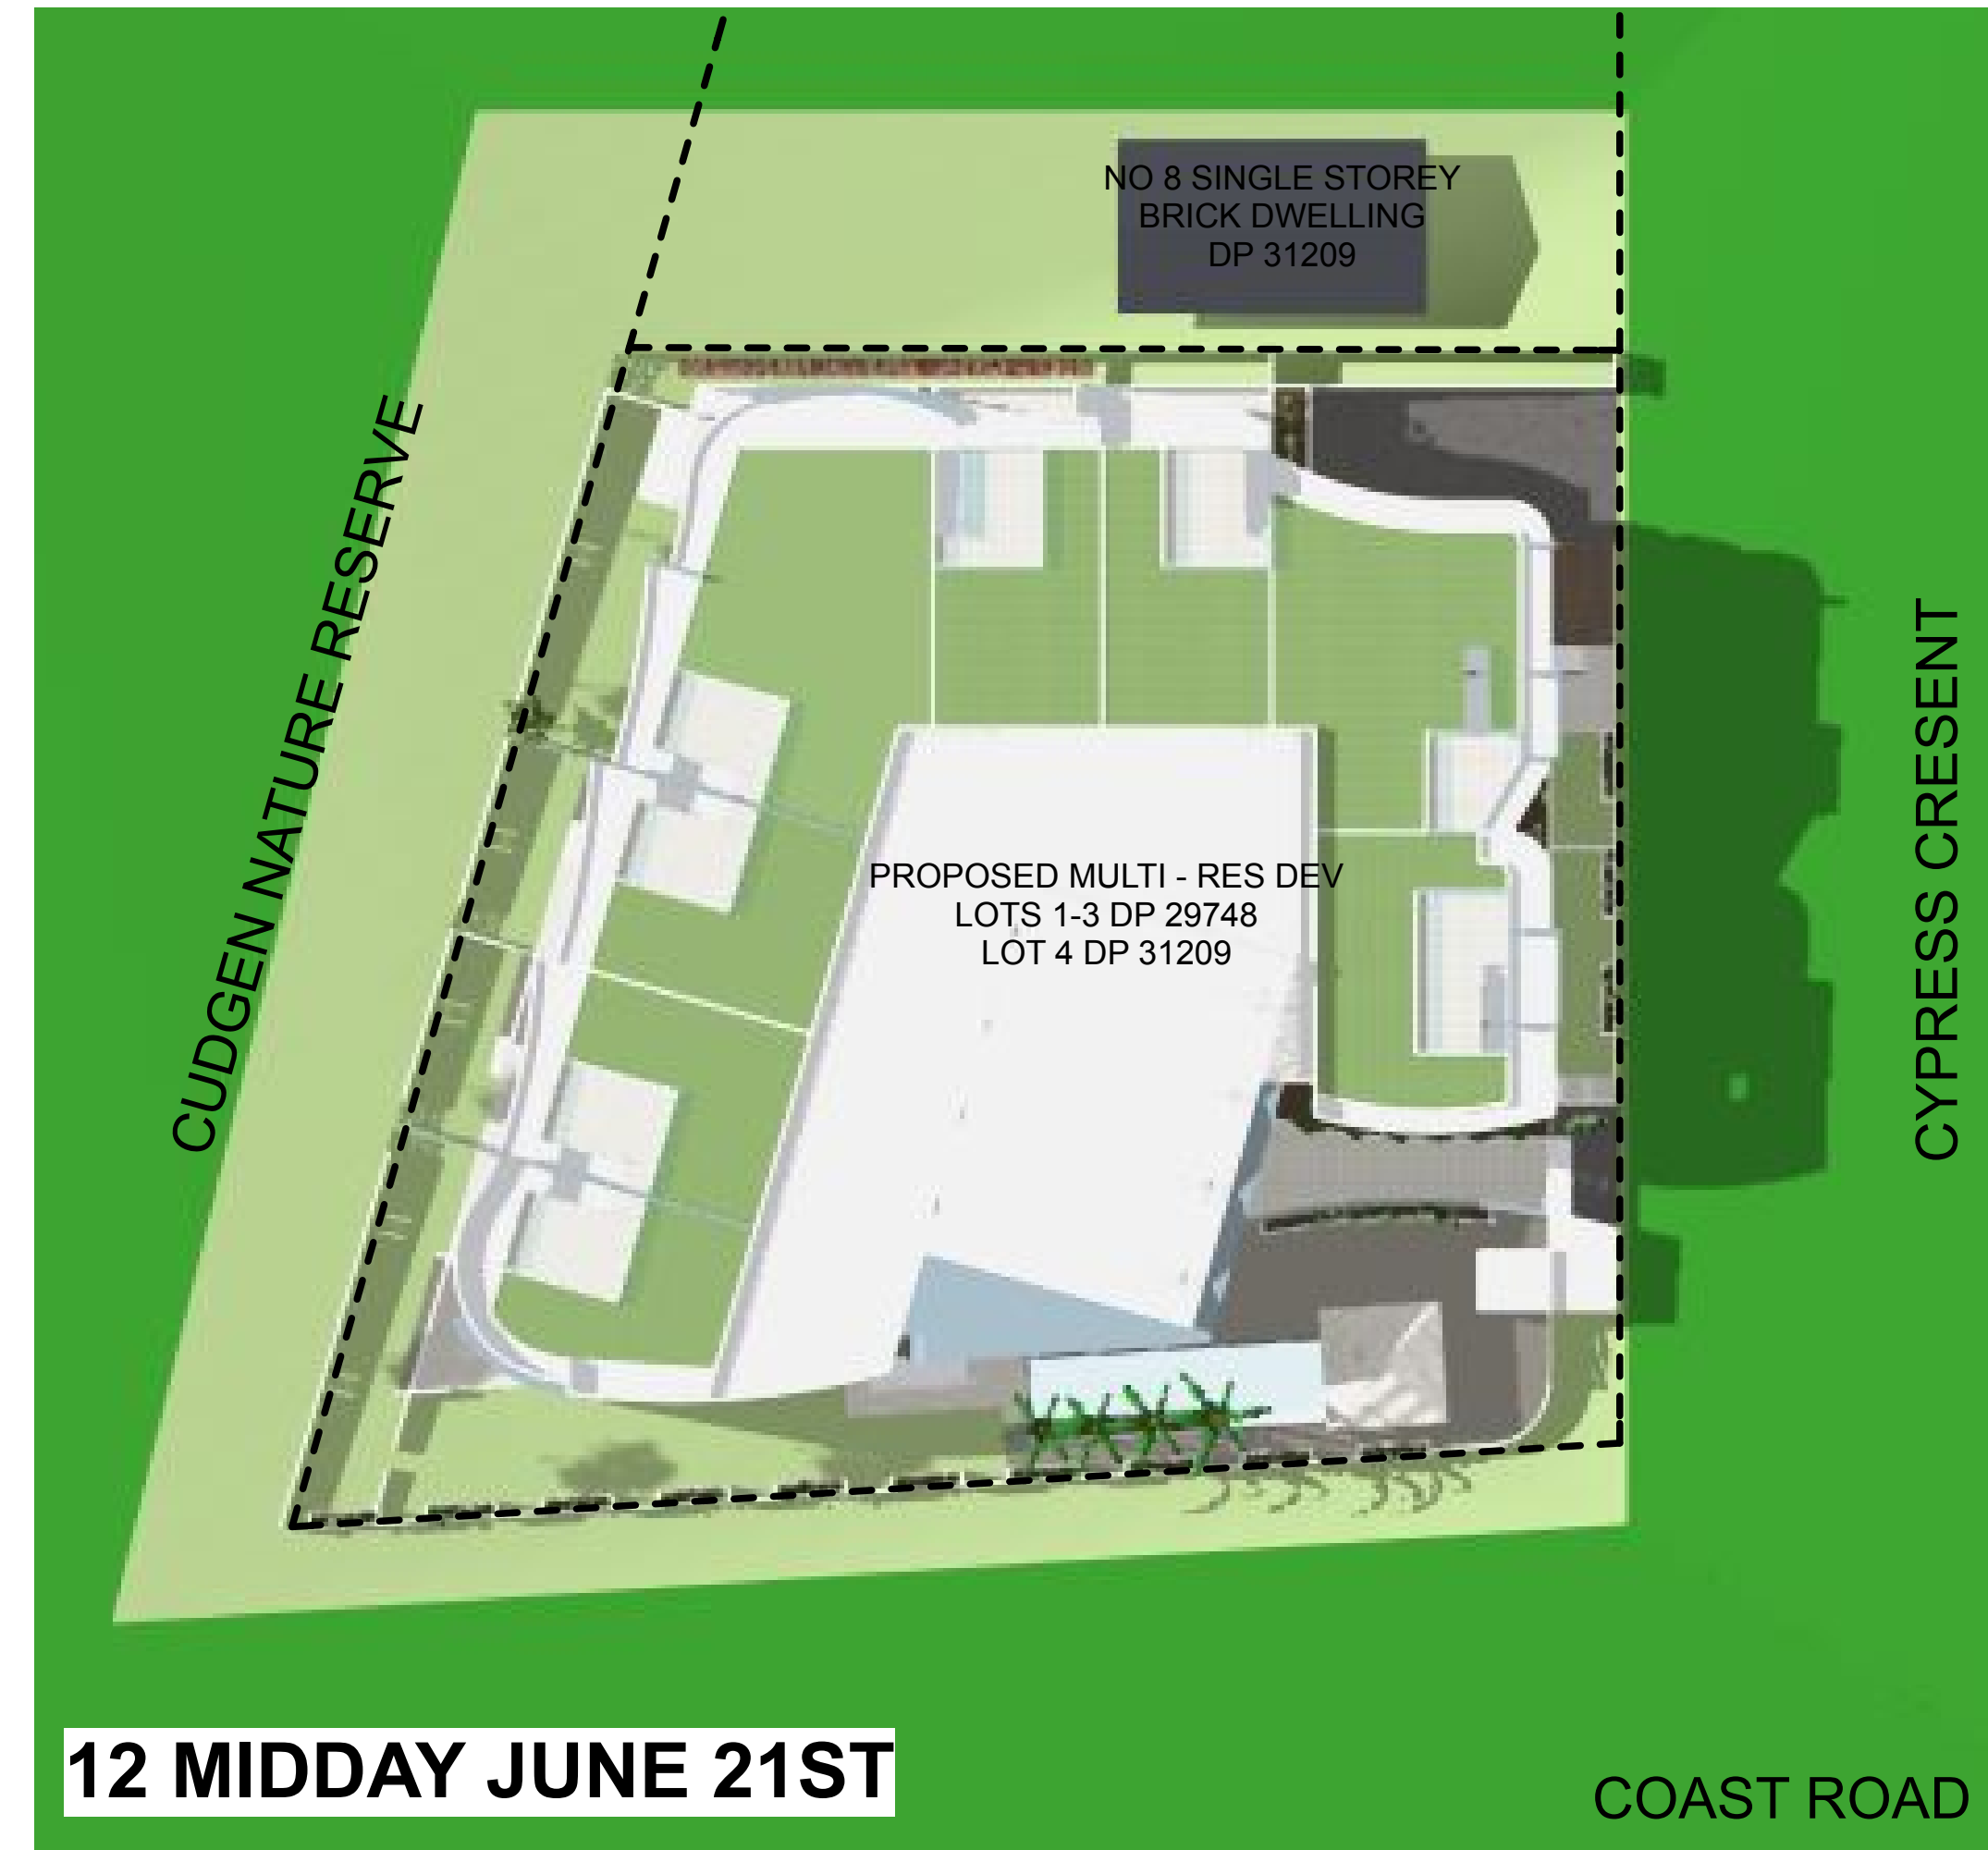 NO 8 SINGLE STOREY
BRICK DWELLING
DP 31209
CUDGEN NATURE RESERVE
CYPRESS CRESENT
PROPOSED MULTI - RES DEV
LOTS 1-3 DP 29748
LOT 4 DP 31209
12 MIDDAY JUNE 21ST
COAST ROAD